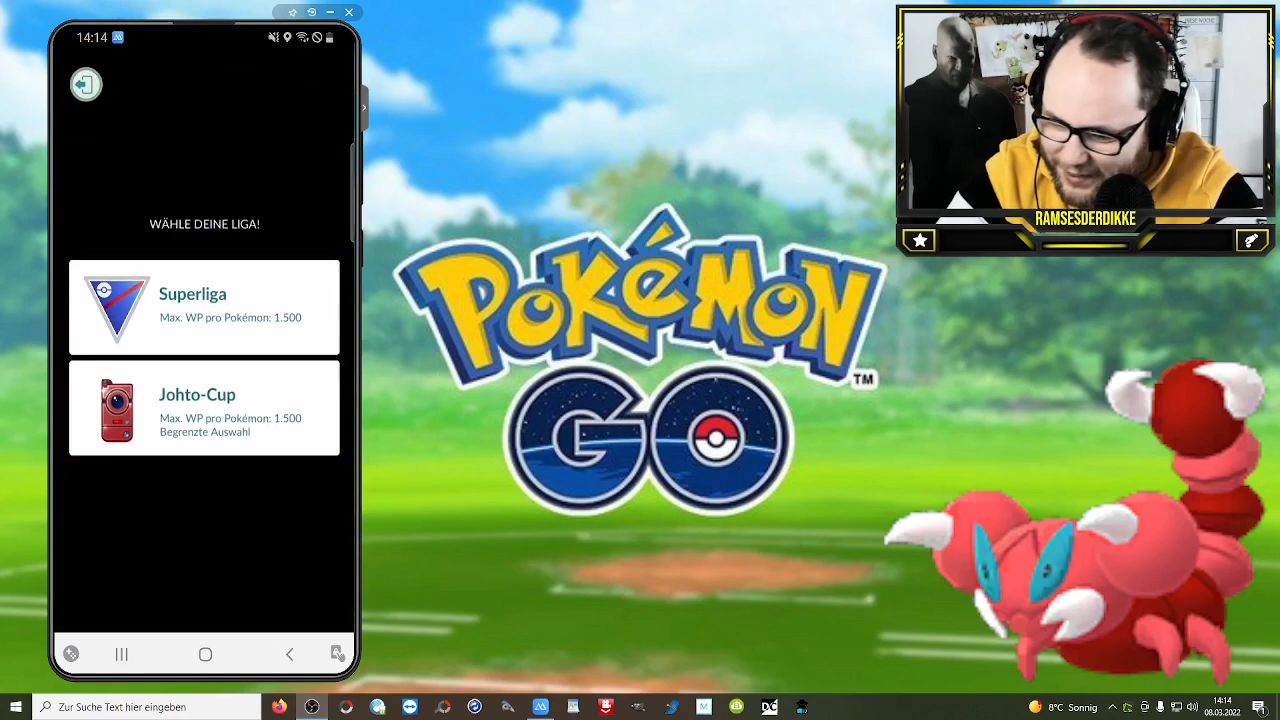 14:14
WÄHLE DEINE LIGA!
Superliga
Max. WP pro Pokémon: 1.500
Johto-Cup
Max. WP pro Pokémon: 1.500
Begrenzte Auswahl
POKÉMON
TM
GO
DIESE WOCHE
RAMSESDERDIKKE
Zur Suche Text hier eingeben
8°C Sonnig
14:14
08.03.2022